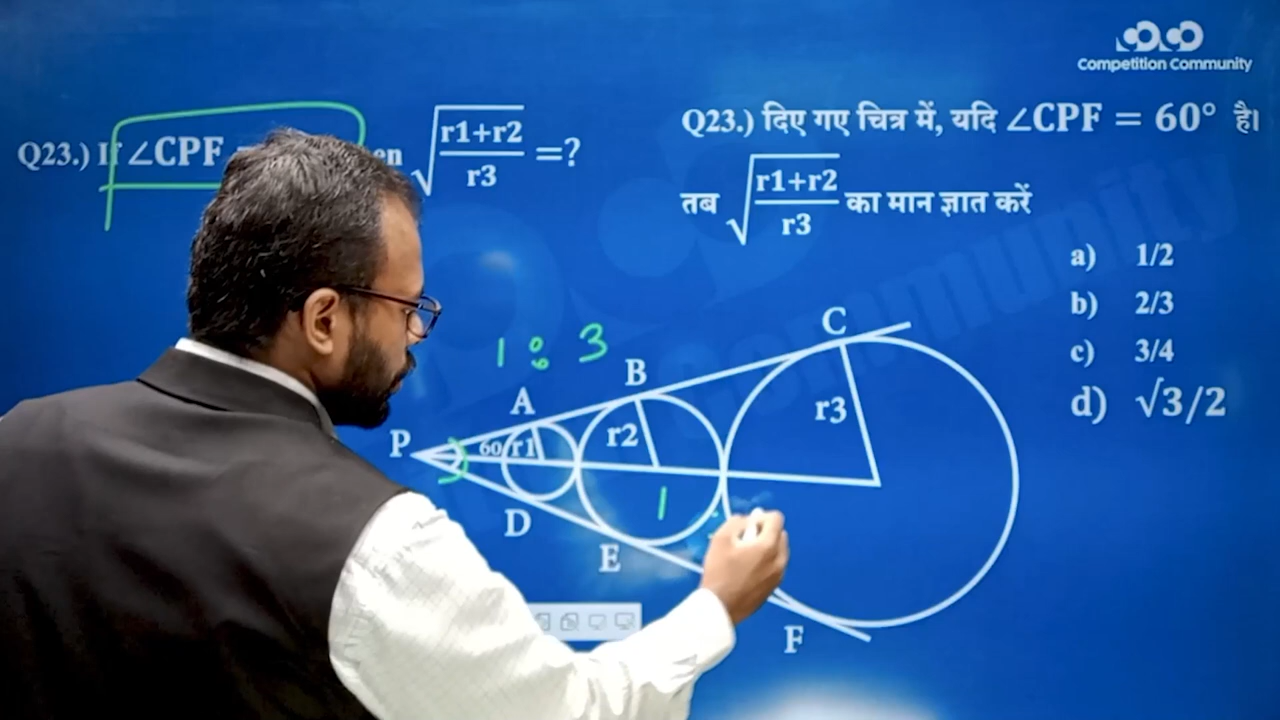 Competition Community
Q23.) If ∠CPF en √((r1+r2)/r3) =?
Q23.) दिए गए चित्र में, यदि ∠CPF = 60° है।
तब √((r1+r2)/r3) का मान ज्ञात करें
a) 1/2
b) 2/3
c) 3/4
d) √3/2
1 : 3
C
B
A
P
60
r1
r2
r3
D
E
F
1